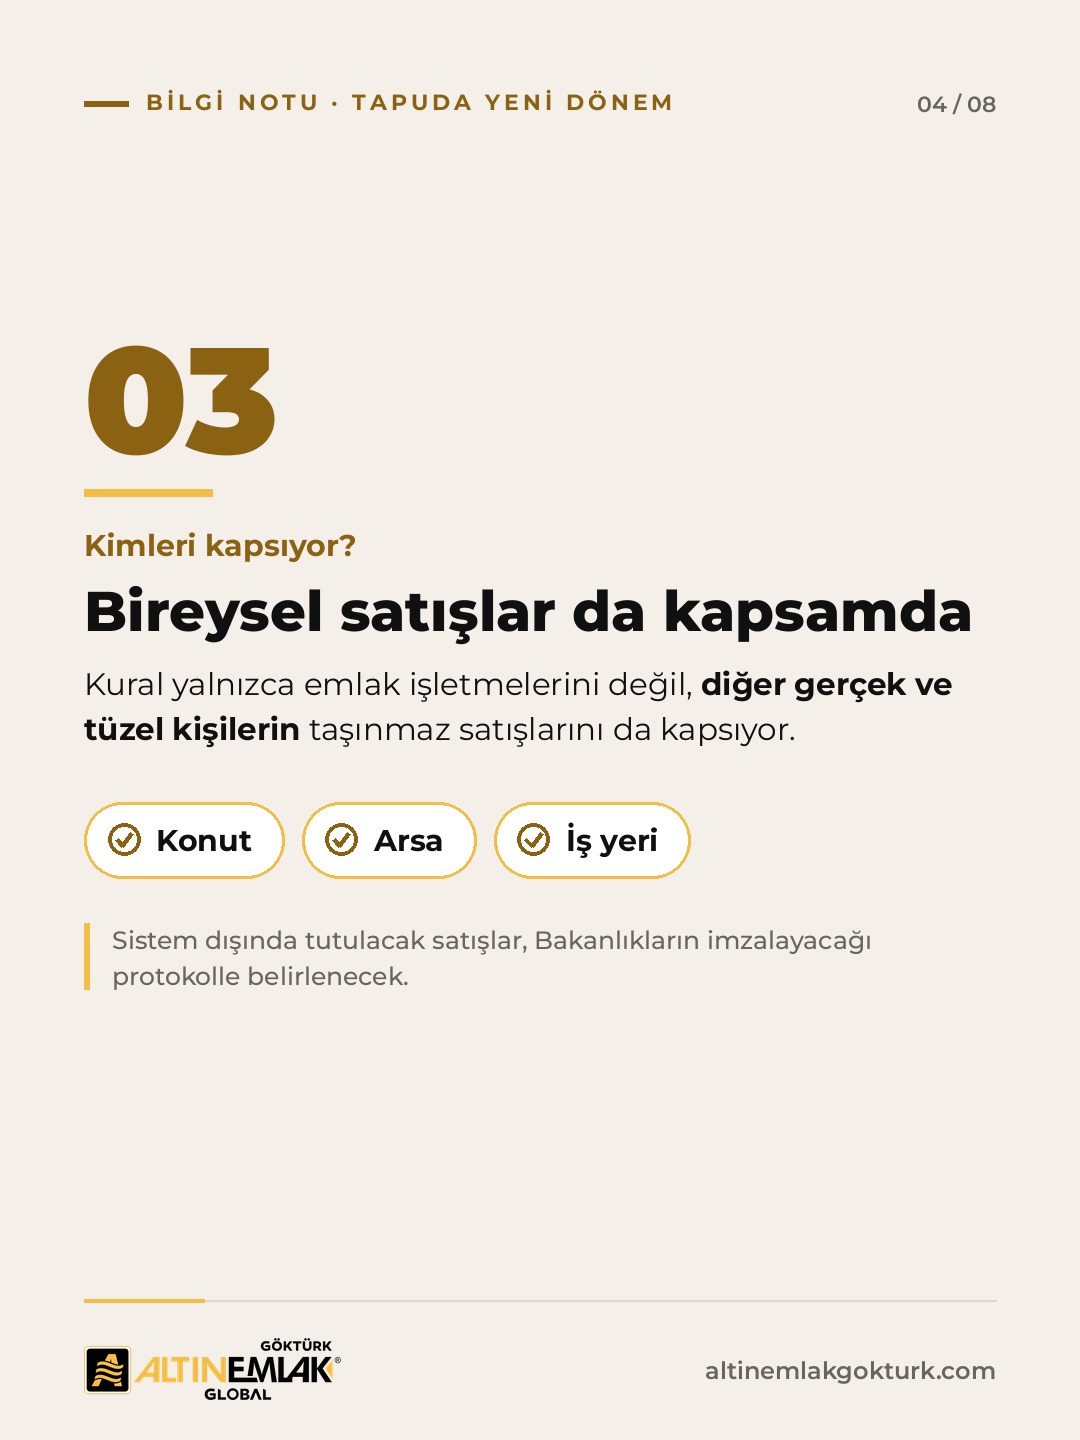 BİLGİ NOTU · TAPUDA YENİ DÖNEM
04 / 08
03
Kimleri kapsıyor?
Bireysel satışlar da kapsamda
Kural yalnızca emlak işletmelerini değil, diğer gerçek ve
tüzel kişilerin taşınmaz satışlarını da kapsıyor.
Konut
Arsa
İş yeri
Sistem dışında tutulacak satışlar, Bakanlıkların imzalayacağı
protokolle belirlenecek.
GÖKTÜRK
ALTINEMLAK®
GLOBAL
altinemlakgokturk.com